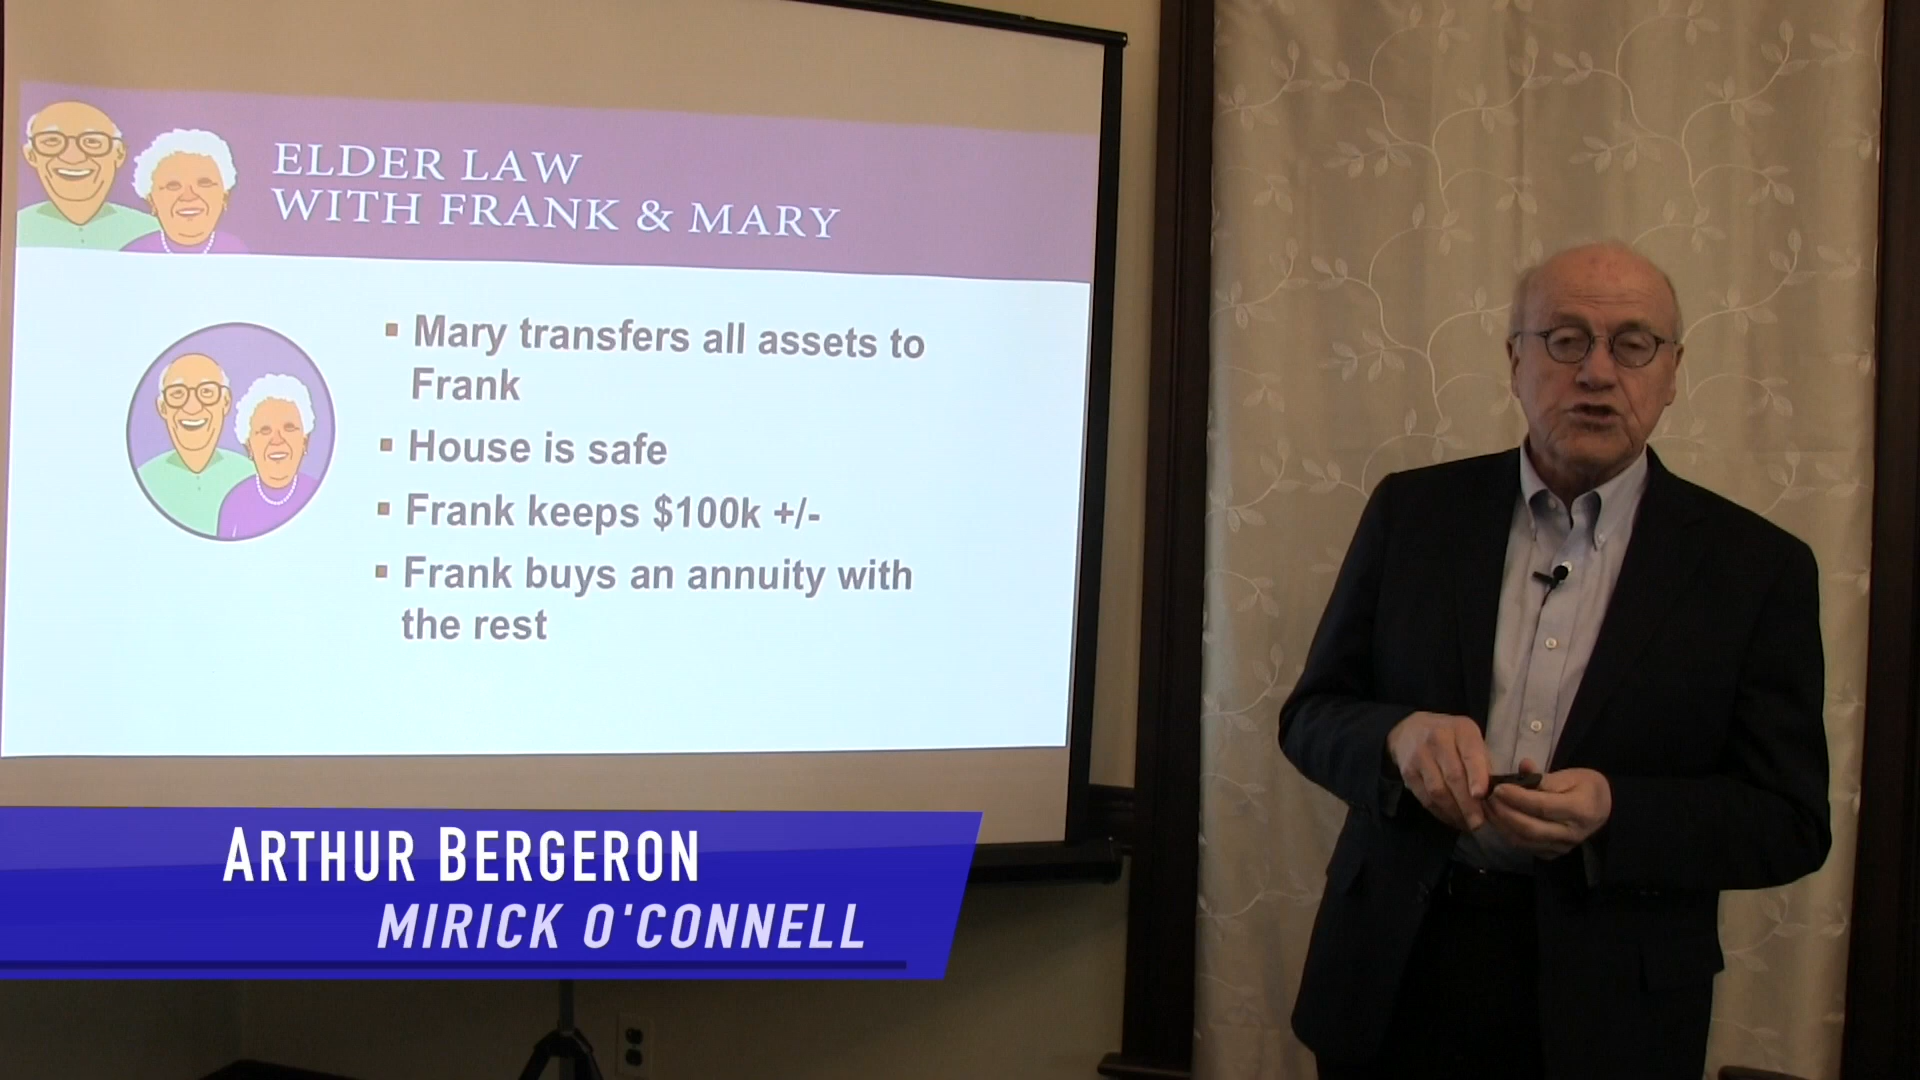 ELDER LAW
WITH FRANK & MARY
▪ Mary transfers all assets to
Frank
▪ House is safe
▪ Frank keeps $100k +/-
▪ Frank buys an annuity with
the rest
ARTHUR BERGERON
MIRICK O'CONNELL